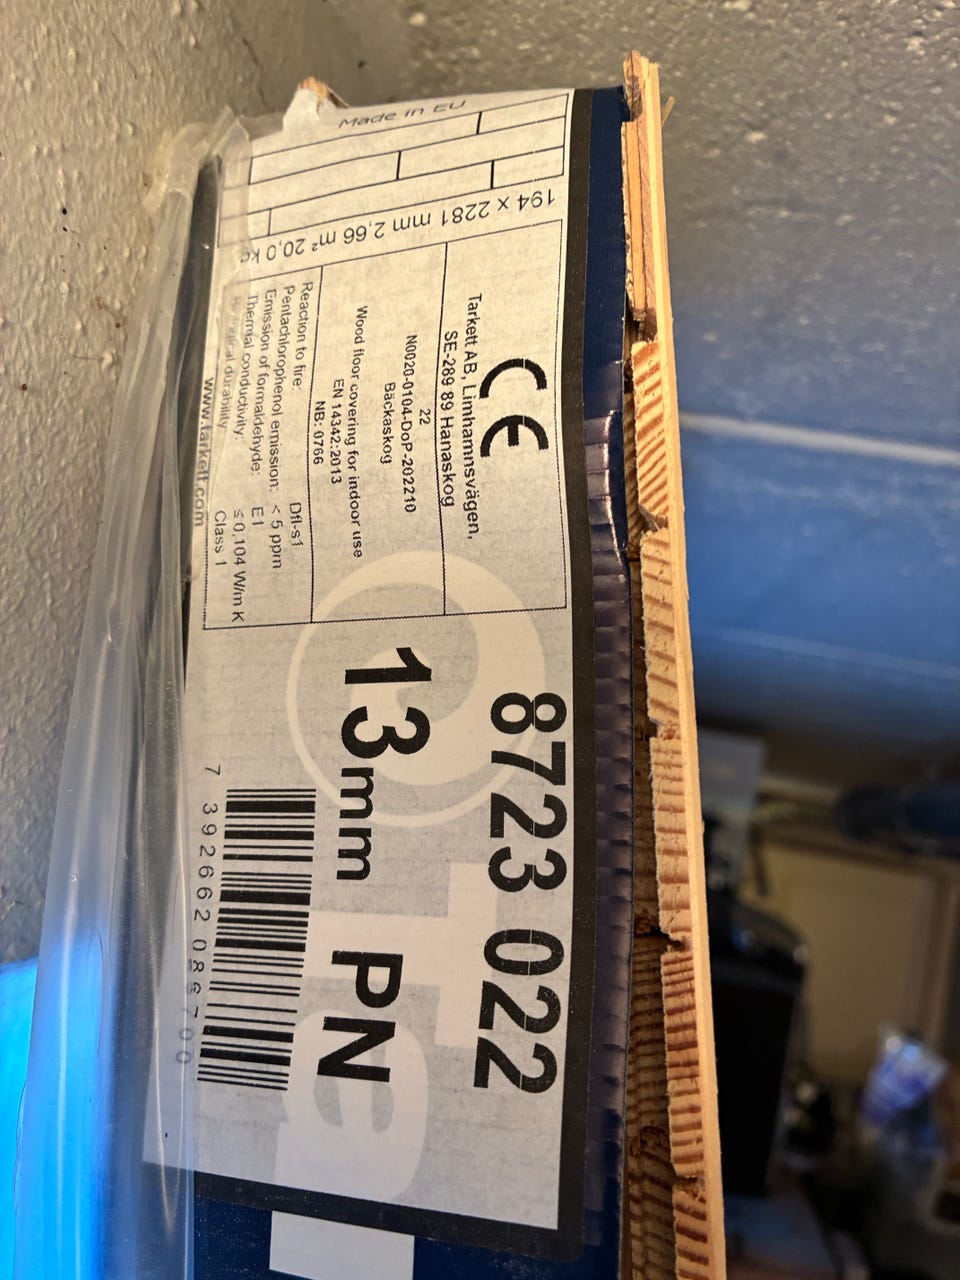 Made in EU
194 x 2281 mm 2,66 m² 20,0 kg
CE
Tarkett AB, Limhamnsvägen,
SE-289 89 Hanaskog
22
N0020-0104-DoP-202210
Bäckaskog
Wood floor covering for indoor use
EN 14342:2013
NB: 0766
Reaction to fire: Dfl-s1
Pentachlorophenol emission: < 5 ppm
Emission of formaldehyde: E1
Thermal conductivity: ≤ 0,104 W/m K
durability: Class 1
www.tarkett.com
8723 022
13mm PN
7 392662 086700
Ta